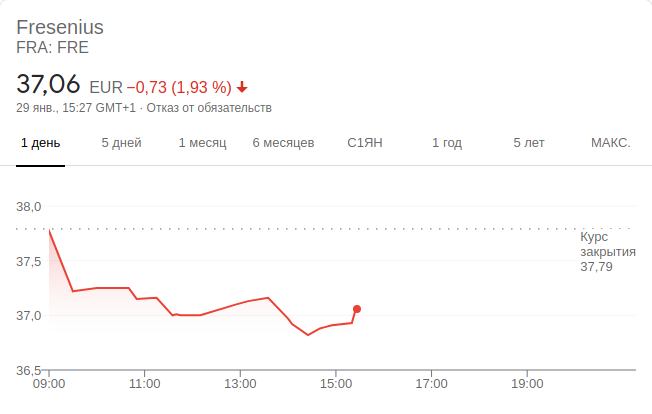 Fresenius
FRA: FRE
37,06 EUR −0,73 (1,93 %)
29 янв., 15:27 GMT+1 · Отказ от обязательств
1 день 5 дней 1 месяц 6 месяцев С1ЯН 1 год 5 лет МАКС.
38,0
Курс
закрытия
37,5
37,79
37,0
36,5
09:00 11:00 13:00 15:00 17:00 19:00